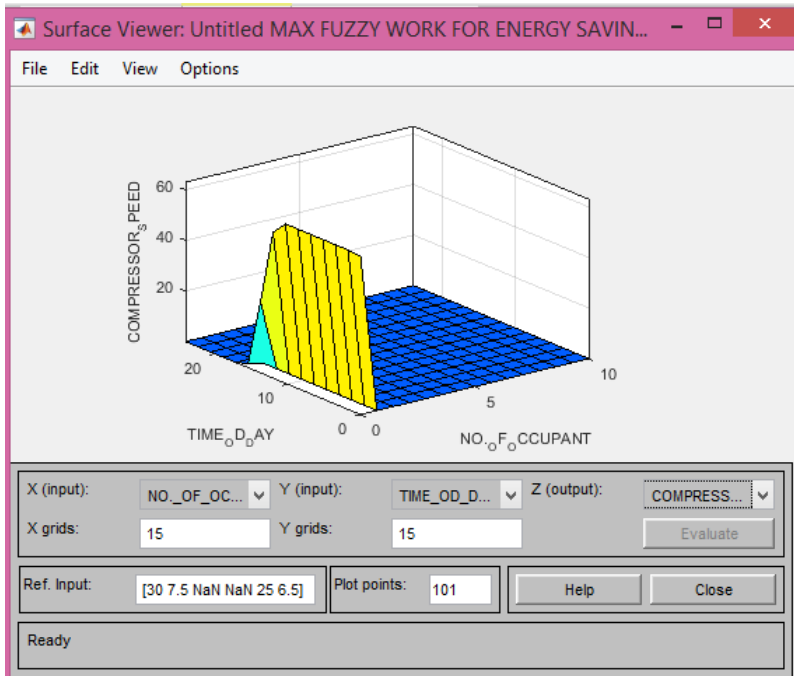 Surface Viewer: Untitled MAX FUZZY WORK FOR ENERGY SAVIN...
File Edit View Options
COMPRESSOR_SPEED
60
40
20
20
10
0
0
5
10
TIME_OD_DAY
NO._OF_OCCUPANT
X (input): NO._OF_OC... Y (input): TIME_OD_D... Z (output): COMPRESS...
X grids: 15 Y grids: 15 Evaluate
Ref. Input: [30 7.5 NaN NaN 25 6.5] Plot points: 101 Help Close
Ready